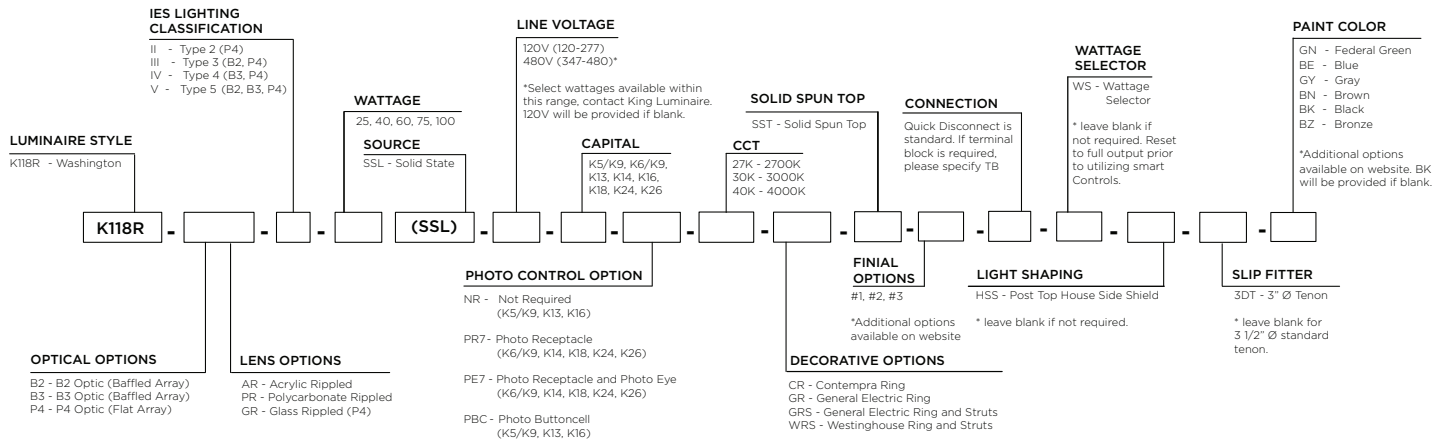 IES LIGHTING
CLASSIFICATION
II - Type 2 (P4)
III - Type 3 (B2, P4)
IV - Type 4 (B3, P4)
V - Type 5 (B2, B3, P4)
LINE VOLTAGE
120V (120-277)
480V (347-480)*
*Select wattages available within
this range, contact King Luminaire.
120V will be provided if blank.
PAINT COLOR
GN - Federal Green
BE - Blue
GY - Gray
BN - Brown
BK - Black
BZ - Bronze
*Additional options
available on website. BK
will be provided if blank.
WATTAGE
SELECTOR
WS - Wattage
Selector
* leave blank if
not required. Reset
to full output prior
to utilizing smart
Controls.
WATTAGE
25, 40, 60, 75, 100
SOLID SPUN TOP
SST - Solid Spun Top
CONNECTION
Quick Disconnect is
standard. If terminal
block is required,
please specify TB
LUMINAIRE STYLE
K118R - Washington
SOURCE
SSL - Solid State
CAPITAL
K5/K9, K6/K9,
K13, K14, K16,
K18, K24, K26
CCT
27K - 2700K
30K - 3000K
40K - 4000K
K118R - - - (SSL) - - - - - - - - - - - -
PHOTO CONTROL OPTION
NR - Not Required
(K5/K9, K13, K16)
PR7- Photo Receptacle
(K6/K9, K14, K18, K24, K26)
PE7 - Photo Receptacle and Photo Eye
(K6/K9, K14, K18, K24, K26)
PBC- Photo Buttoncell
(K5/K9, K13, K16)
FINIAL
OPTIONS
#1, #2, #3
*Additional options
available on website
LIGHT SHAPING
HSS - Post Top House Side Shield
* leave blank if not required.
SLIP FITTER
3DT - 3” Ø Tenon
* leave blank for
3 1/2” Ø standard
tenon.
OPTICAL OPTIONS
B2 - B2 Optic (Baffled Array)
B3 - B3 Optic (Baffled Array)
P4 - P4 Optic (Flat Array)
LENS OPTIONS
AR - Acrylic Rippled
PR - Polycarbonate Rippled
GR - Glass Rippled (P4)
DECORATIVE OPTIONS
CR - Contempra Ring
GR - General Electric Ring
GRS - General Electric Ring and Struts
WRS - Westinghouse Ring and Struts